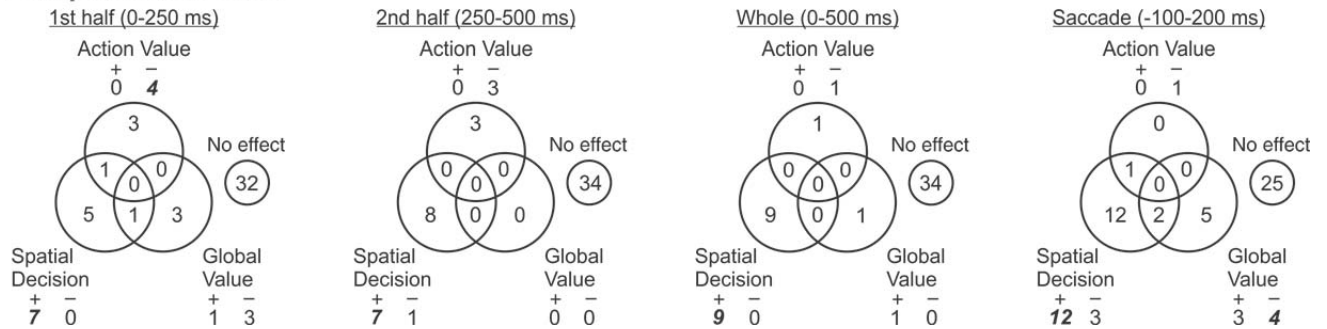 1st half (0-250 ms)
Action Value
+ −
0 4
3
No effect
1 0
0
32
5 1 3
Spatial
Decision
+ −
7 0
Global
Value
+ −
1 3
2nd half (250-500 ms)
Action Value
+ −
0 3
3
No effect
0 0
0
34
8 0 0
Spatial
Decision
+ −
7 1
Global
Value
+ −
0 0
Whole (0-500 ms)
Action Value
+ −
0 1
1
No effect
0 0
0
34
9 0 1
Spatial
Decision
+ −
9 0
Global
Value
+ −
1 0
Saccade (-100-200 ms)
Action Value
+ −
0 1
0
No effect
1 0
0
25
12 2 5
Spatial
Decision
+ −
12 3
Global
Value
+ −
3 4